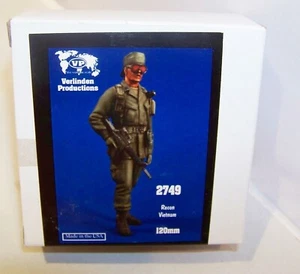 VP
Verlinden
Productions
2749
Recon
Vietnam
120mm
Made in the USA